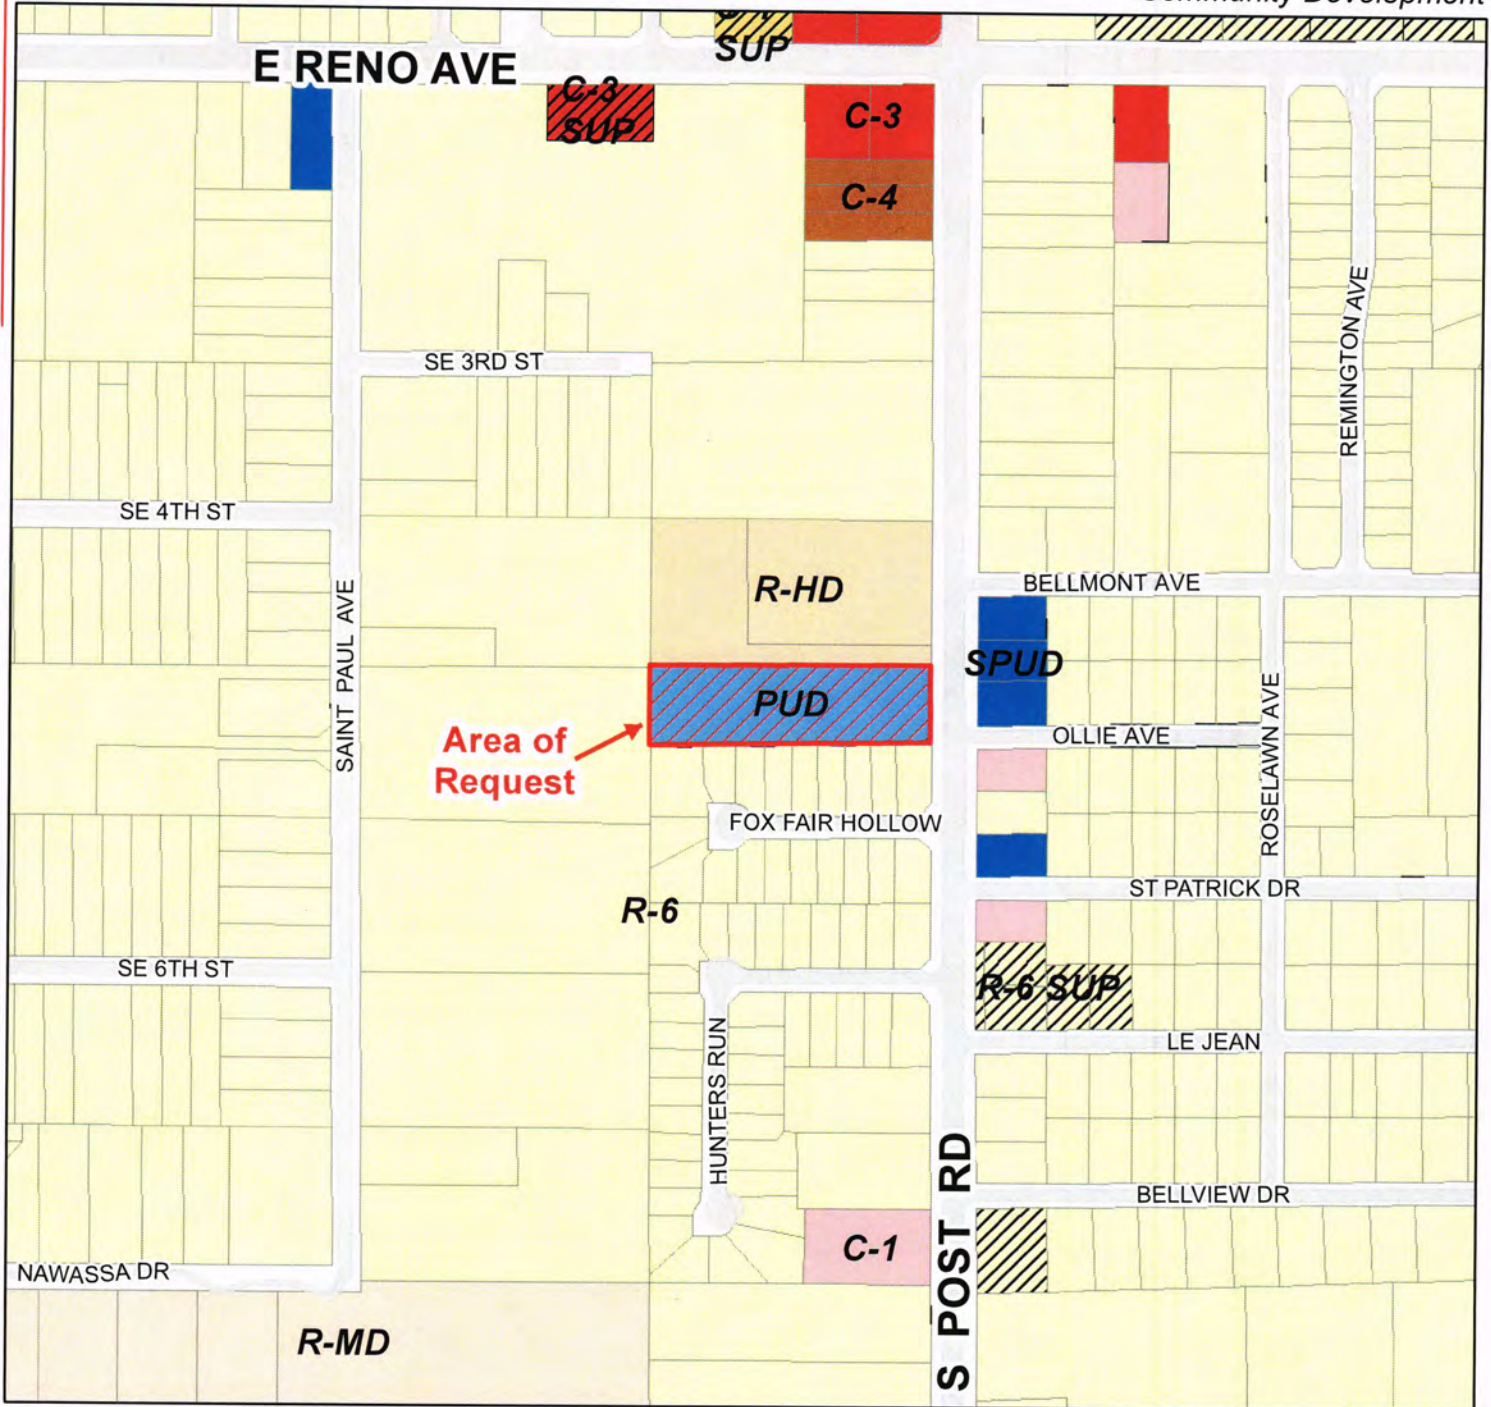 Community Development
SUP
E RENO AVE
C-3
SUP
C-3
C-4
SE 3RD ST
REMINGTON AVE
SE 4TH ST
BELLMONT AVE
R-HD
SAINT PAUL AVE
SPUD
PUD
ROSELAWN AVE
Area of
Request
OLLIE AVE
FOX FAIR HOLLOW
ST PATRICK DR
R-6
SE 6TH ST
R-6 SUP
LE JEAN
HUNTERS RUN
S POST RD
BELLVIEW DR
C-1
NAWASSA DR
R-MD